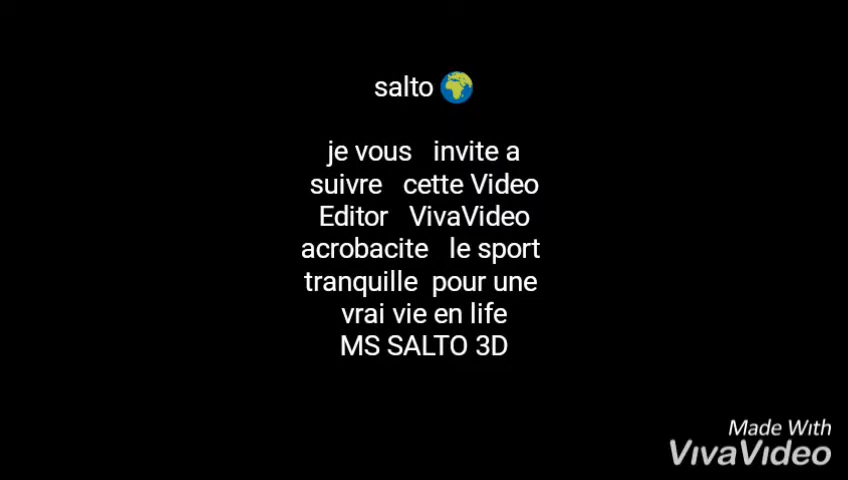 salto 🌍
je vous invite a
suivre cette Video
Editor VivaVideo
acrobacite le sport
tranquille pour une
vrai vie en life
MS SALTO 3D
Made With
VivaVideo